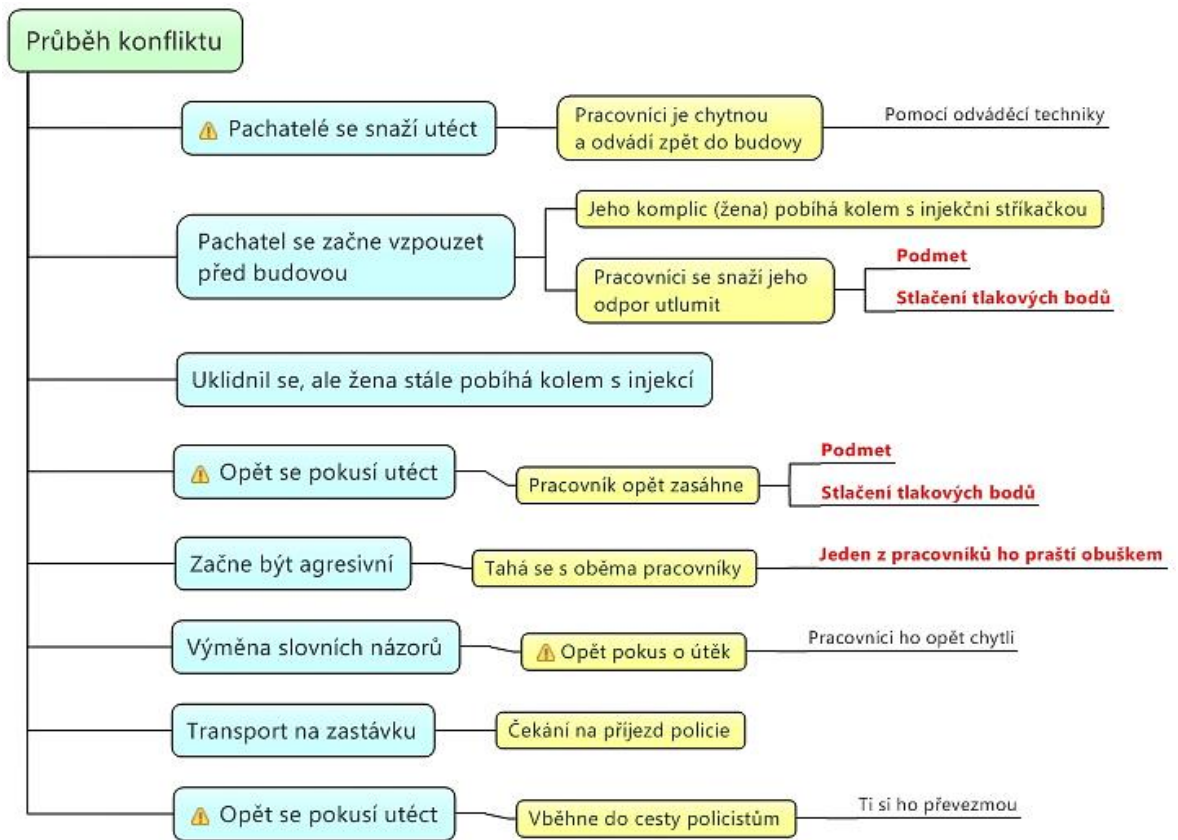 Průběh konfliktu
Pachatelé se snaží utéct
Pracovníci je chytnou
a odvádí zpět do budovy
Pomocí odváděcí techniky
Pachatel se začne vzpouzet
před budovou
Jeho komplic (žena) pobíhá kolem s injekční stříkačkou
Pracovníci se snaží jeho
odpor utlumit
Podmet
Stlačení tlakových bodů
Uklidnil se, ale žena stále pobíhá kolem s injekcí
Opět se pokusí utéct
Pracovník opět zasáhne
Podmet
Stlačení tlakových bodů
Začne být agresivní
Tahá se s oběma pracovníky
Jeden z pracovníků ho praští obuškem
Výměna slovních názorů
Opět pokus o útěk
Pracovníci ho opět chytli
Transport na zastávku
Čekání na příjezd policie
Opět se pokusí utéct
Vběhne do cesty policistům
Ti si ho převezmou